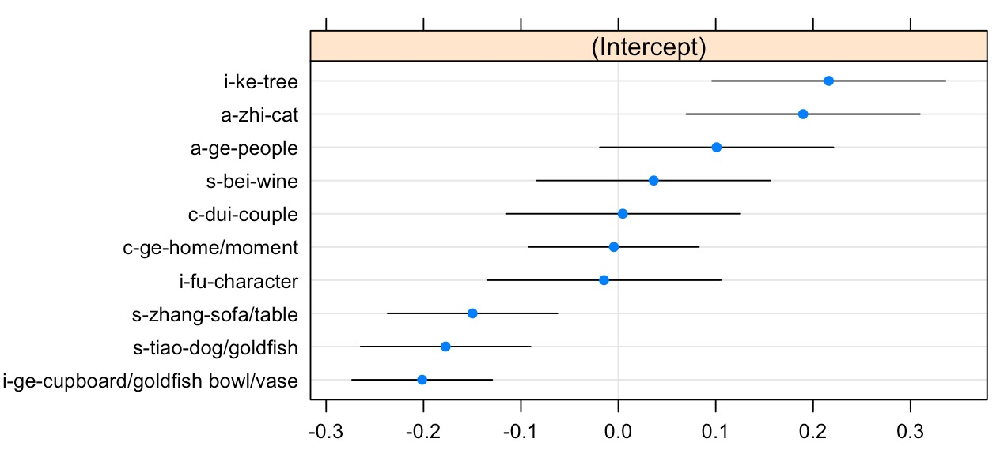 (Intercept)
i-ke-tree
a-zhi-cat
a-ge-people
s-bei-wine
c-dui-couple
c-ge-home/moment
i-fu-character
s-zhang-sofa/table
s-tiao-dog/goldfish
i-ge-cupboard/goldfish bowl/vase
-0.3 -0.2 -0.1 0.0 0.1 0.2 0.3